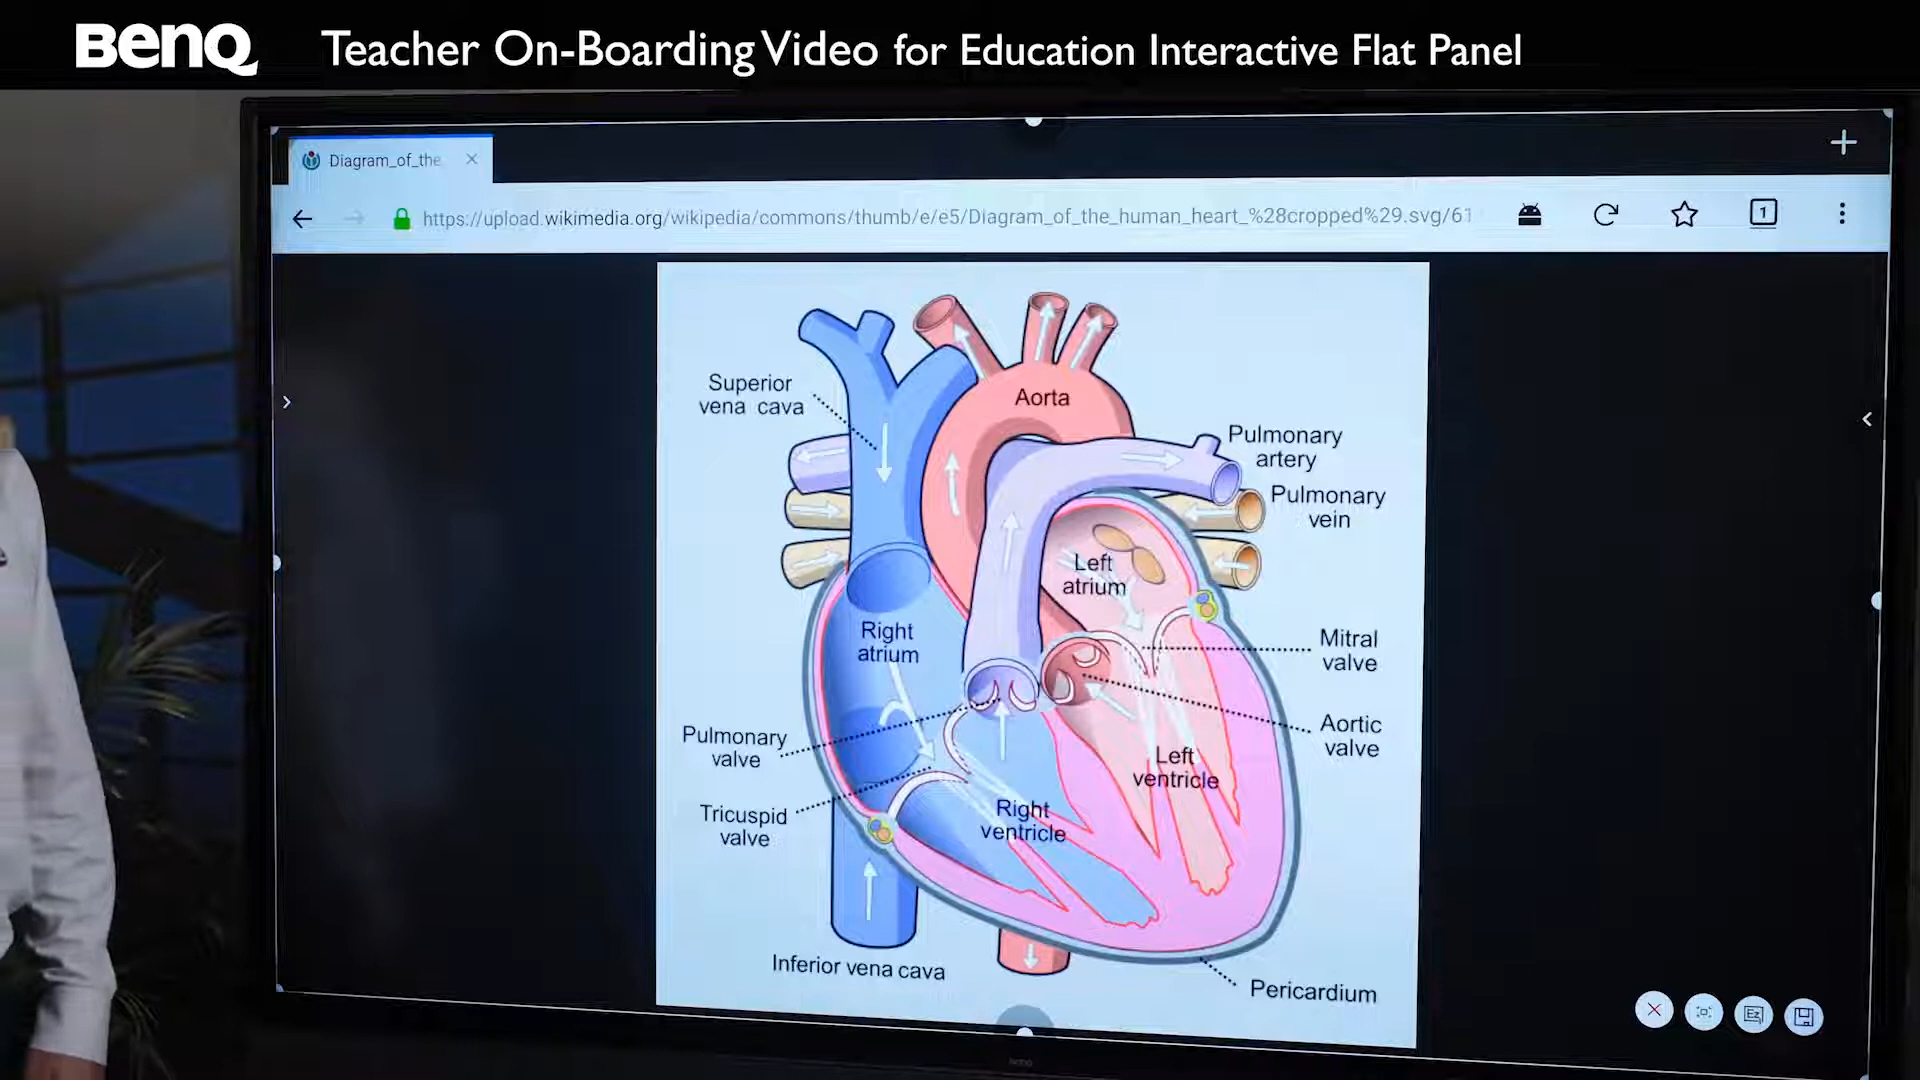 BenQ
Teacher On-Boarding Video for Education Interactive Flat Panel
Diagram_of_the
https://upload.wikimedia.org/wikipedia/commons/thumb/e/e5/Diagram_of_the_human_heart_%28cropped%29.svg/61
1
Superior
vena cava
Aorta
Pulmonary
artery
Pulmonary
vein
Left
atrium
Right
atrium
Mitral
valve
Pulmonary
valve
Aortic
valve
Left
ventricle
Tricuspid
valve
Right
ventricle
Inferior vena cava
Pericardium
Ez
BenQ